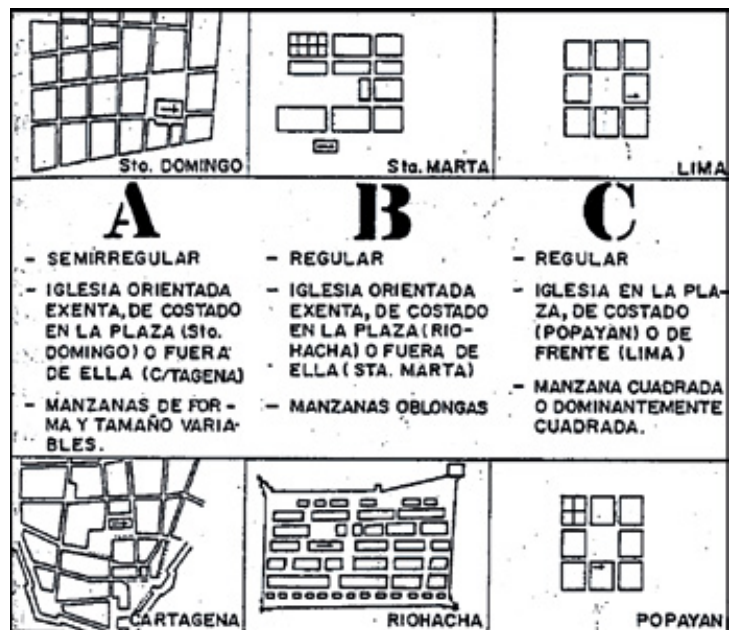 Sto. DOMINGO
Sta. MARTA
LIMA
A
- SEMIRREGULAR
- IGLESIA ORIENTADA
EXENTA, DE COSTADO
EN LA PLAZA (Sto.
DOMINGO) O FUERA
DE ELLA (C/TAGENA)
- MANZANAS DE FOR-
MA Y TAMAÑO VARIA-
BLES.
B
- REGULAR
- IGLESIA ORIENTADA
EXENTA, DE COSTADO
EN LA PLAZA (RIO-
HACHA) O FUERA DE
ELLA (STA. MARTA)
- MANZANAS OBLONGAS
C
- REGULAR
- IGLESIA EN LA PLA-
ZA, DE COSTADO
(POPAYAN) O DE
FRENTE (LIMA)
- MANZANA CUADRADA
O DOMINANTEMENTE
CUADRADA.
CARTAGENA
RIOHACHA
POPAYAN